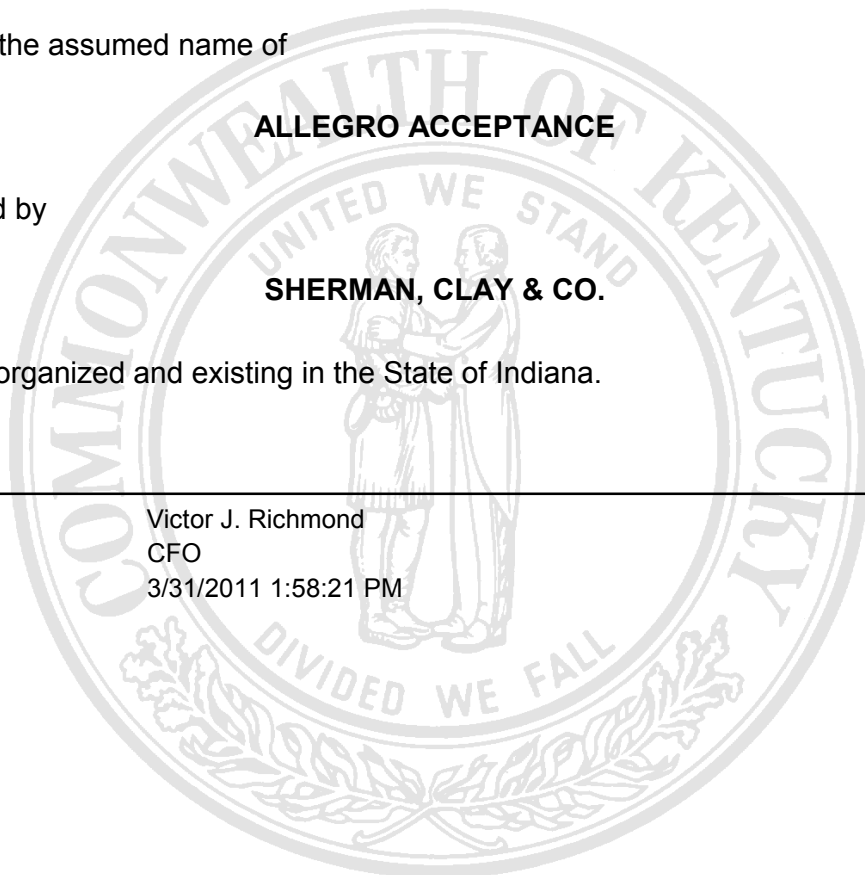 the assumed name of
ALLEGRO ACCEPTANCE
d by
SHERMAN, CLAY & CO.
organized and existing in the State of Indiana.
Victor J. Richmond
CFO
3/31/2011 1:58:21 PM
COMMONWEALTH OF KENTUCKY
UNITED WE STAND
DIVIDED WE FALL